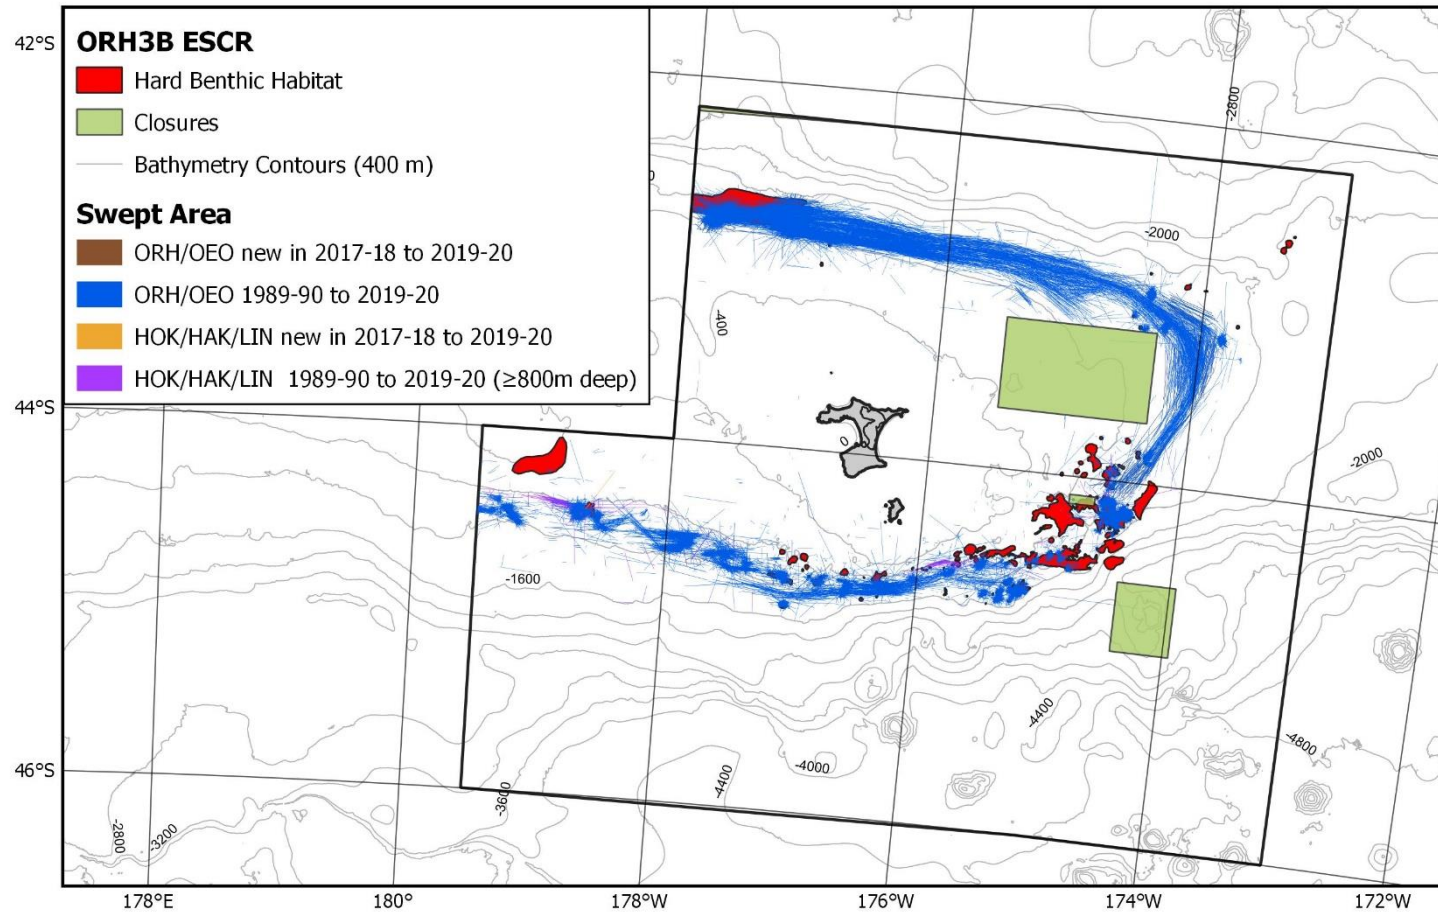 42°S
ORH3B ESCR
Hard Benthic Habitat
Closures
Bathymetry Contours (400 m)
Swept Area
ORH/OEO new in 2017-18 to 2019-20
ORH/OEO 1989-90 to 2019-20
HOK/HAK/LIN new in 2017-18 to 2019-20
HOK/HAK/LIN 1989-90 to 2019-20 (≥800m deep)
-2800
0
-2000
-400
44°S
0
-2000
-1600
-4400
-4800
46°S
-4000
-4400
-3600
-2800
-3200
178°E
180°
178°W
176°W
174°W
172°W